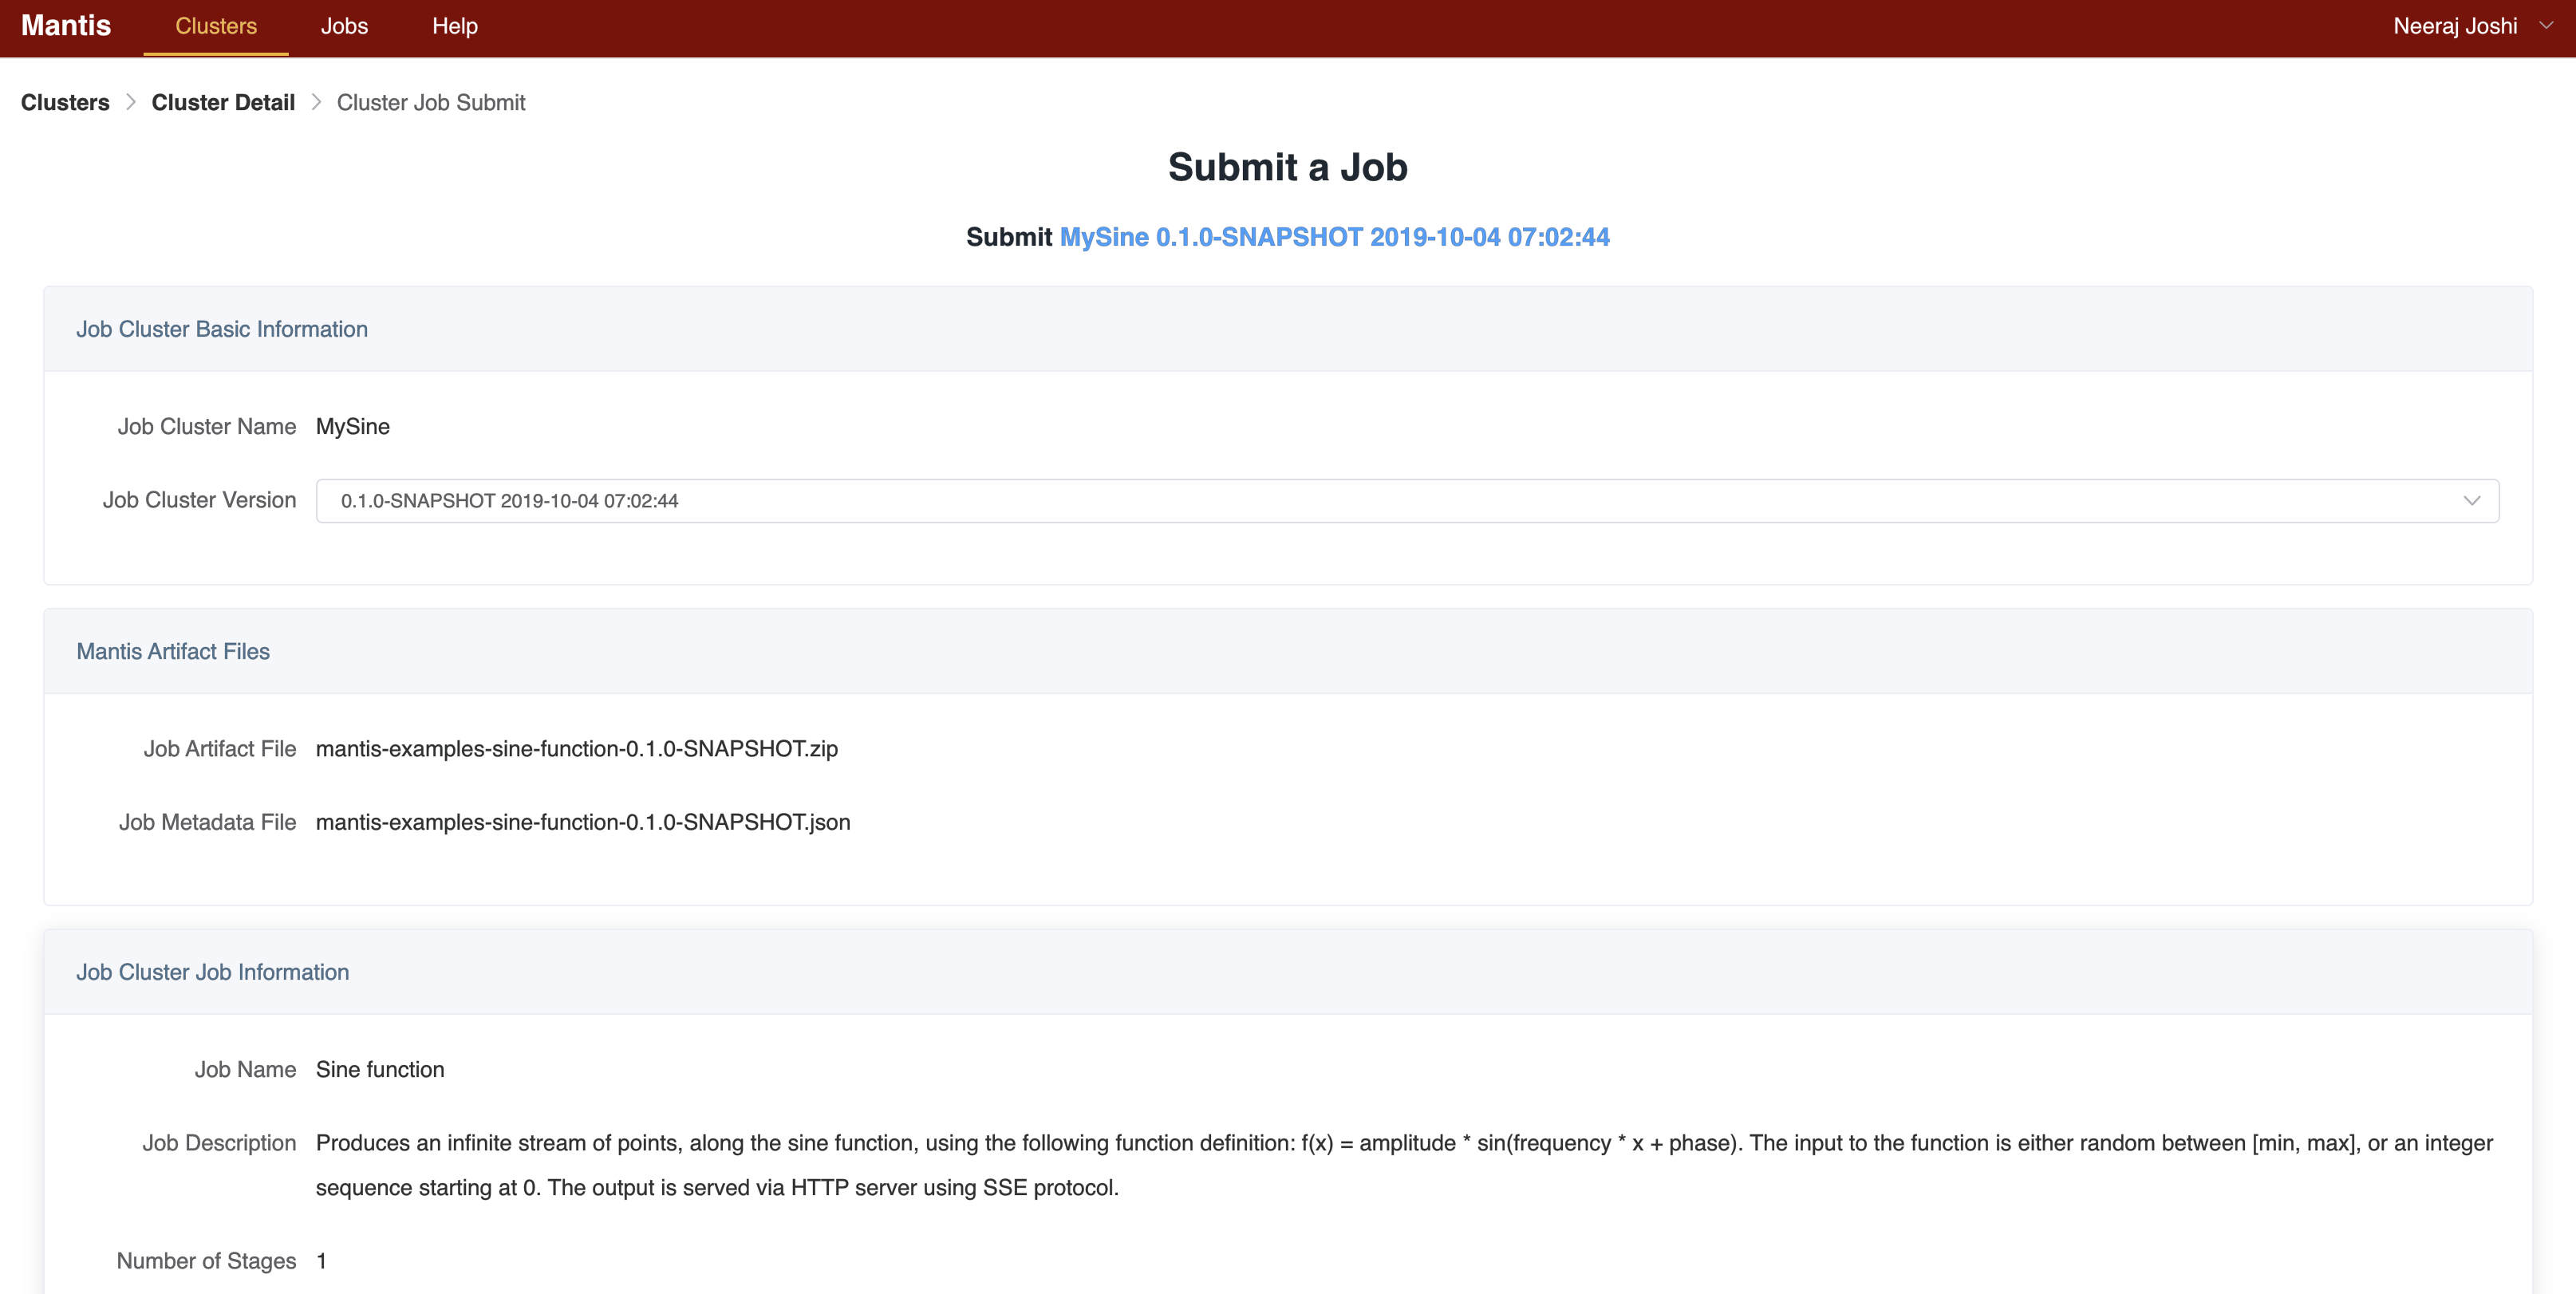 Mantis Clusters Jobs Help Neeraj Joshi
Clusters > Cluster Detail > Cluster Job Submit
Submit a Job
Submit MySine 0.1.0-SNAPSHOT 2019-10-04 07:02:44
Job Cluster Basic Information
Job Cluster Name MySine
Job Cluster Version 0.1.0-SNAPSHOT 2019-10-04 07:02:44
Mantis Artifact Files
Job Artifact File mantis-examples-sine-function-0.1.0-SNAPSHOT.zip
Job Metadata File mantis-examples-sine-function-0.1.0-SNAPSHOT.json
Job Cluster Job Information
Job Name Sine function
Job Description Produces an infinite stream of points, along the sine function, using the following function definition: f(x) = amplitude * sin(frequency * x + phase). The input to the function is either random between [min, max], or an integer
sequence starting at 0. The output is served via HTTP server using SSE protocol.
Number of Stages 1